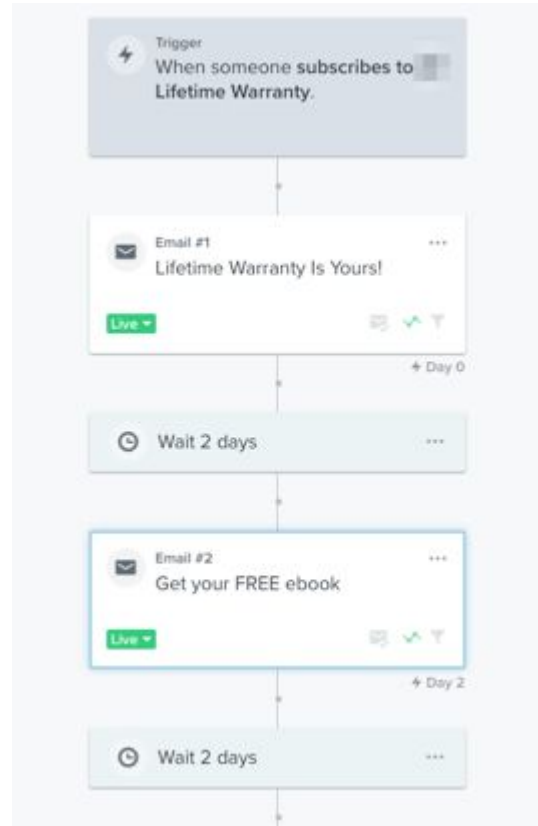 Trigger
When someone subscribes to
Lifetime Warranty.
Email #1
Lifetime Warranty Is Yours!
Live
Day 0
Wait 2 days
Email #2
Get your FREE ebook
Live
Day 2
Wait 2 days